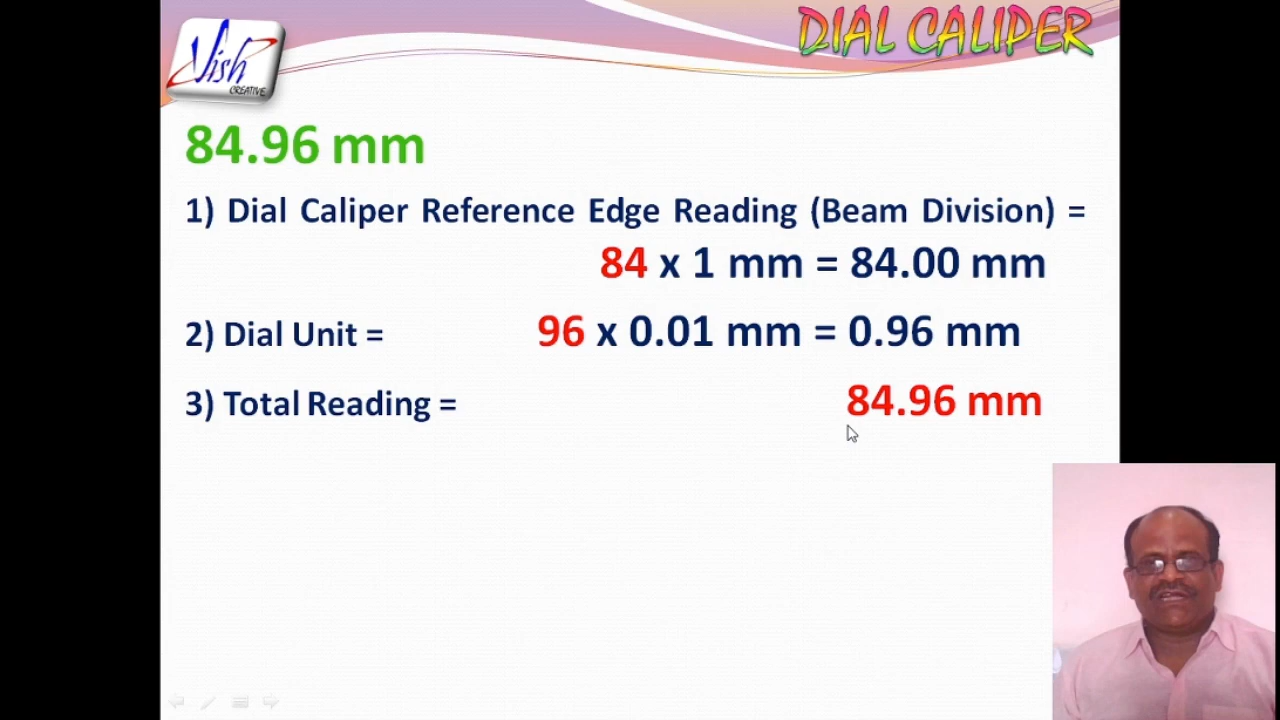 DIAL CALIPER
Vish
CREATIVE
84.96 mm
1) Dial Caliper Reference Edge Reading (Beam Division) =
84 x 1 mm = 84.00 mm
2) Dial Unit = 96 x 0.01 mm = 0.96 mm
3) Total Reading = 84.96 mm